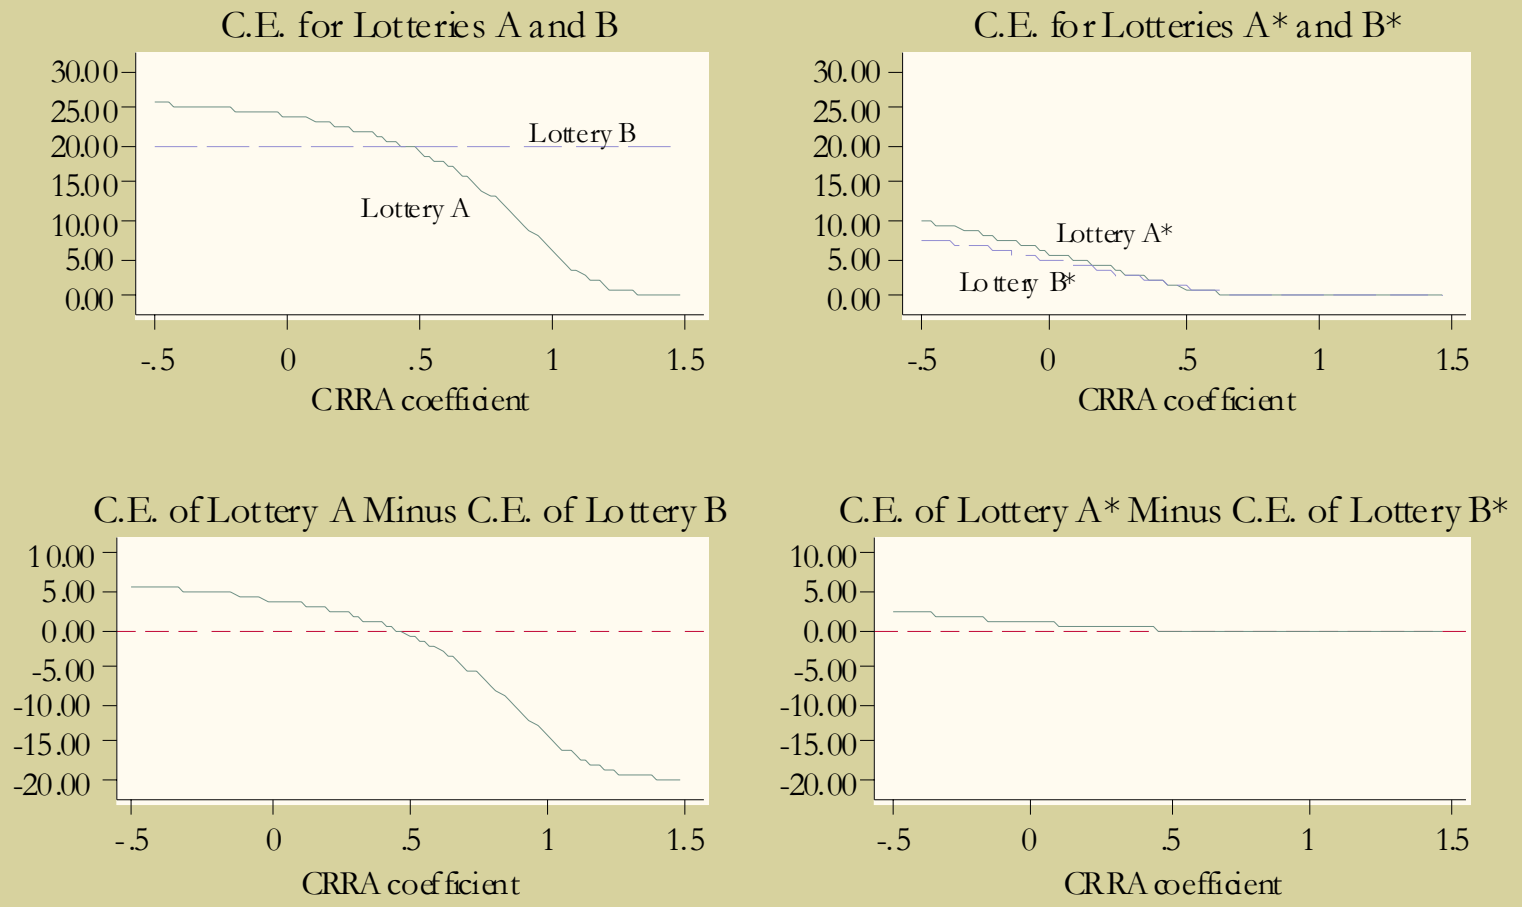 C.E. for Lotteries A and B
30.00
25.00
20.00
15.00
10.00
5.00
0.00
Lottery B
Lottery A
-.5 0 .5 1 1.5
CRRA coefficient
C.E. for Lotteries A* and B*
30.00
25.00
20.00
15.00
10.00
5.00
0.00
Lottery A*
Lottery B*
-.5 0 .5 1 1.5
CRRA coefficient
C.E. of Lottery A Minus C.E. of Lottery B
10.00
5.00
0.00
-5.00
-10.00
-15.00
-20.00
-.5 0 .5 1 1.5
CRRA coefficient
C.E. of Lottery A* Minus C.E. of Lottery B*
10.00
5.00
0.00
-5.00
-10.00
-15.00
-20.00
-.5 0 .5 1 1.5
CRRA coefficient